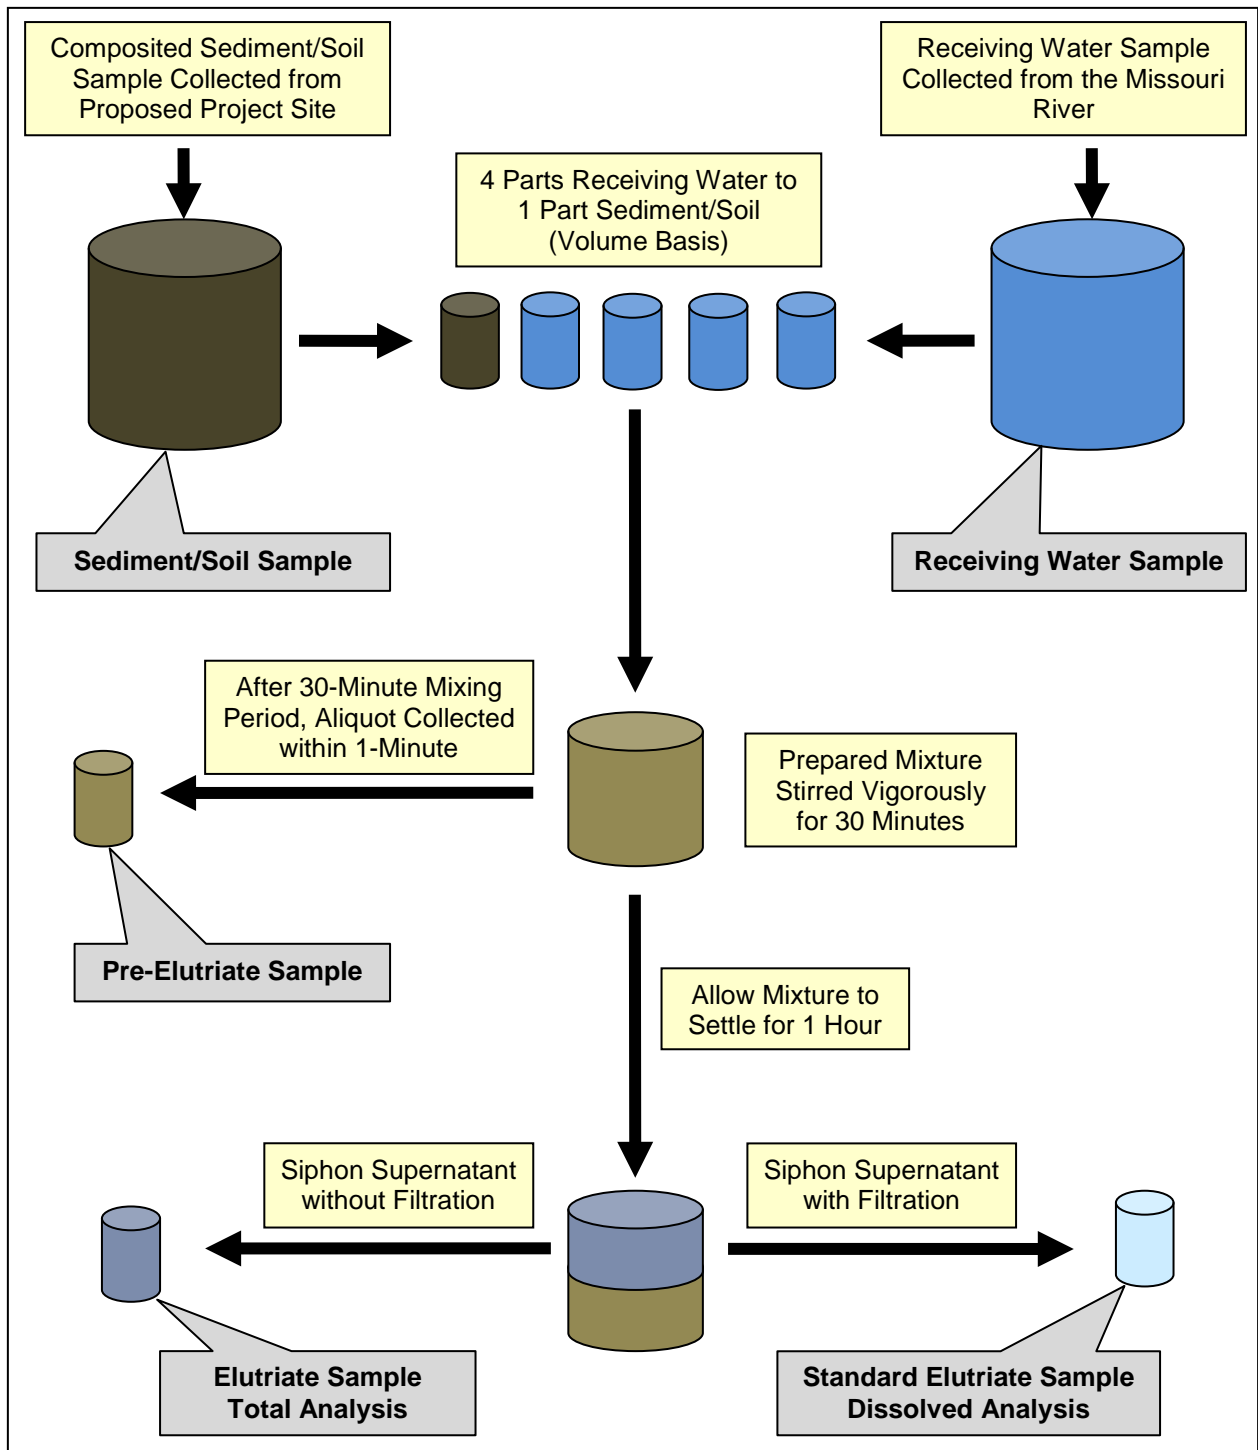 Composited Sediment/Soil
Sample Collected from
Proposed Project Site
Receiving Water Sample
Collected from the Missouri
River
4 Parts Receiving Water to
1 Part Sediment/Soil
(Volume Basis)
Sediment/Soil Sample
Receiving Water Sample
After 30-Minute Mixing
Period, Aliquot Collected
within 1-Minute
Prepared Mixture
Stirred Vigorously
for 30 Minutes
Pre-Elutriate Sample
Allow Mixture to
Settle for 1 Hour
Siphon Supernatant
without Filtration
Siphon Supernatant
with Filtration
Elutriate Sample
Total Analysis
Standard Elutriate Sample
Dissolved Analysis